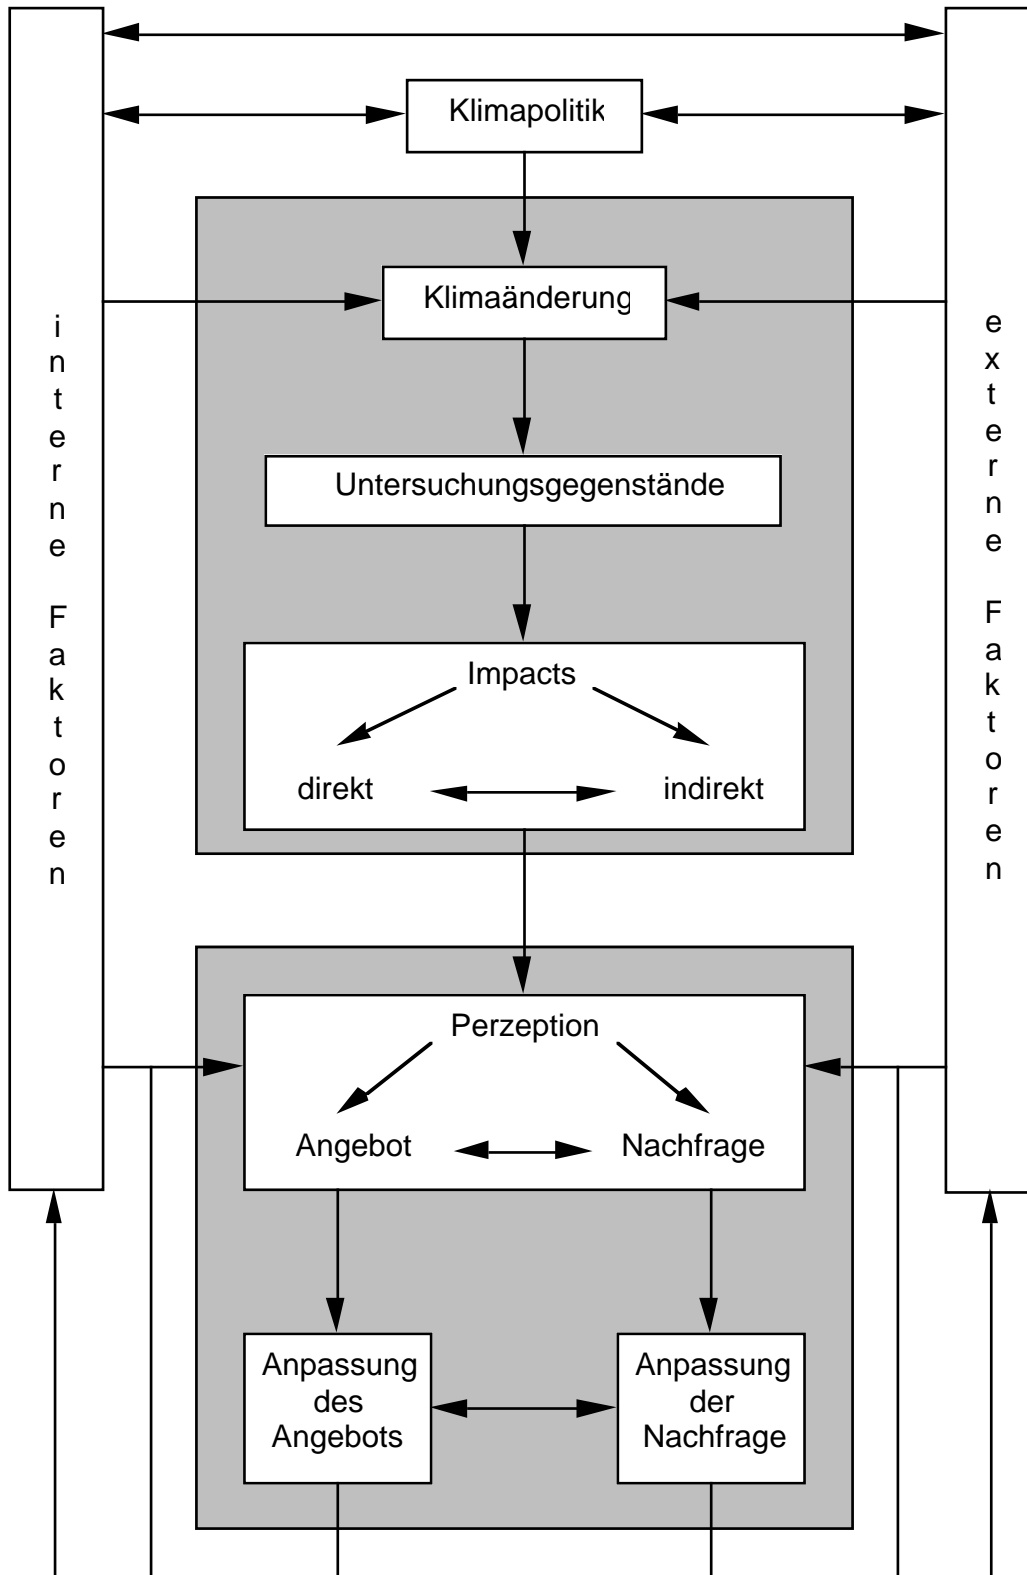 interne Faktoren
externe Faktoren
Klimapolitik
Klimaänderung
Untersuchungsgegenstände
Impacts
direkt
indirekt
Perzeption
Angebot
Nachfrage
Anpassung
des
Angebots
Anpassung
der
Nachfrage